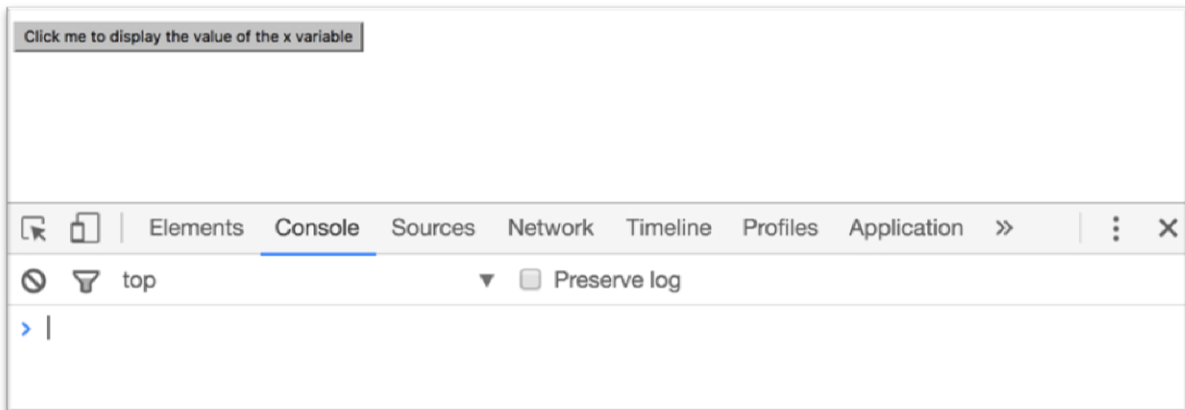 Click me to display the value of the x variable
Elements Console Sources Network Timeline Profiles Application »
top ▼ Preserve log
>